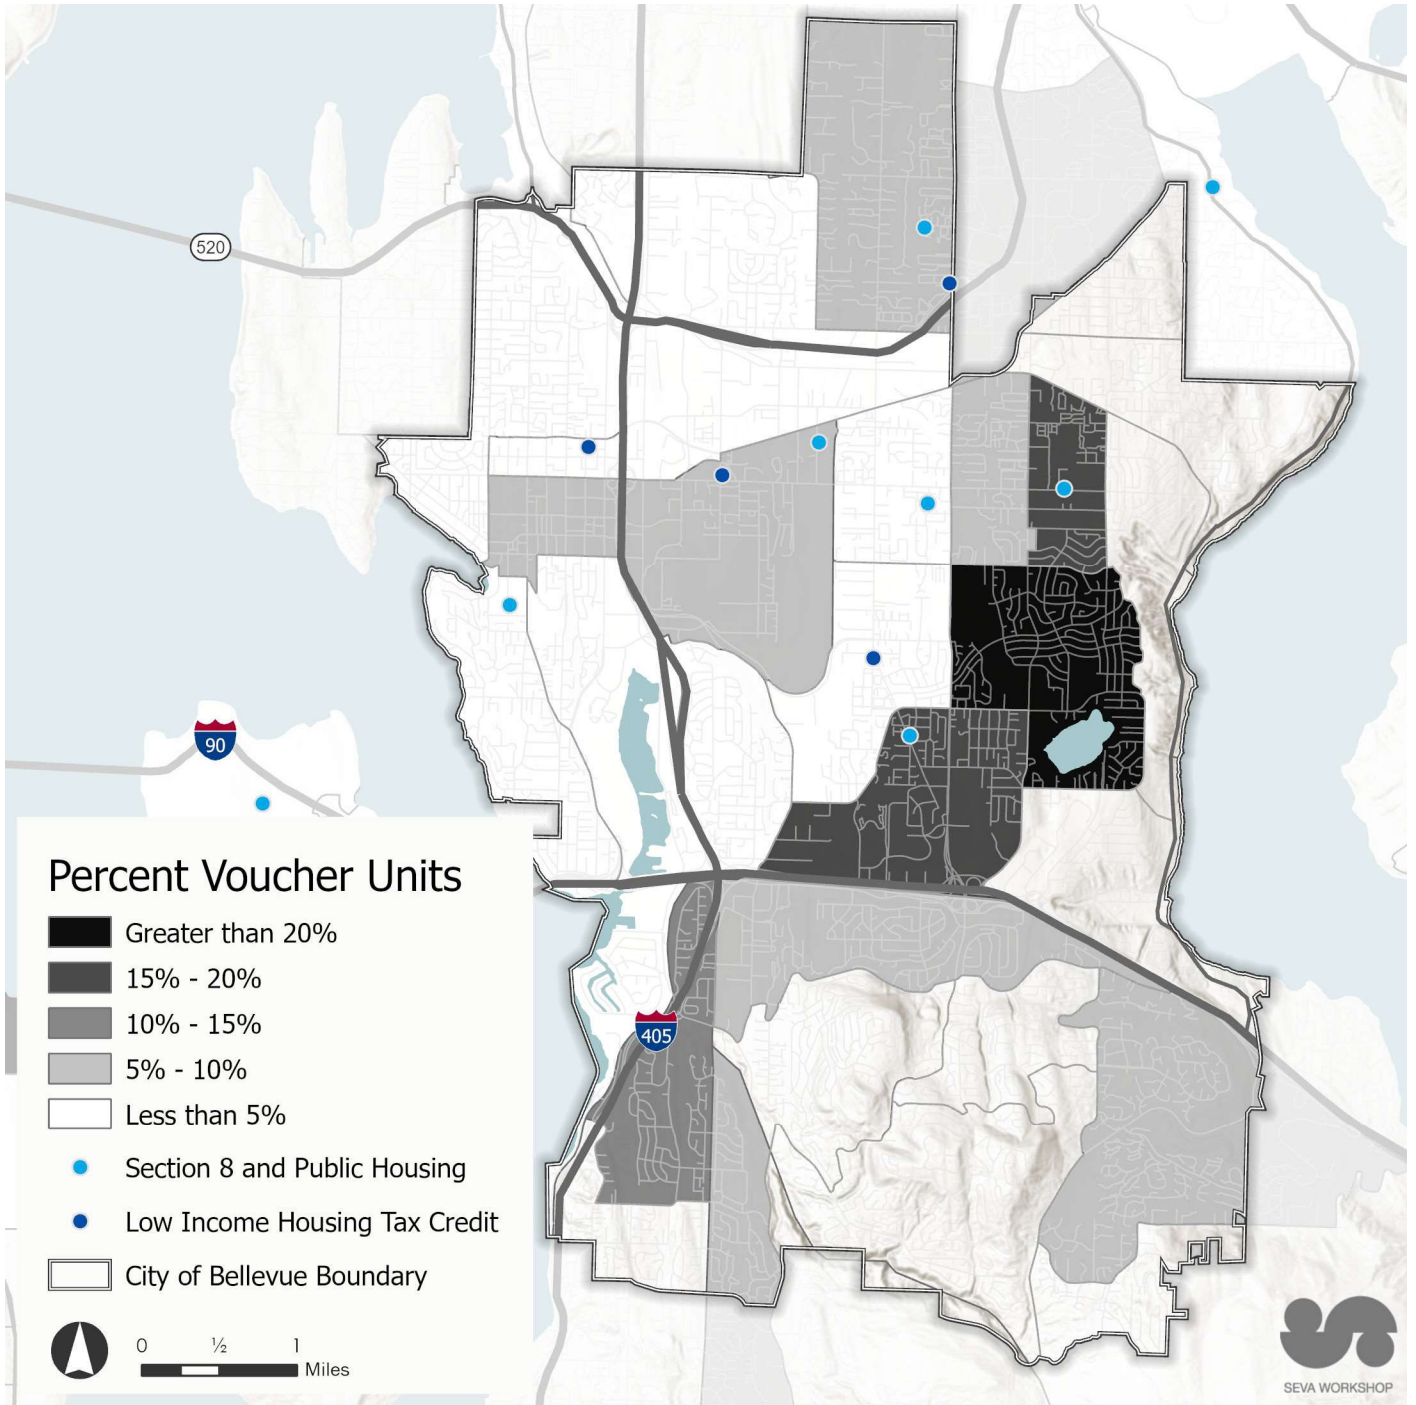 520
90
405
Percent Voucher Units
Greater than 20%
15% - 20%
10% - 15%
5% - 10%
Less than 5%
Section 8 and Public Housing
Low Income Housing Tax Credit
City of Bellevue Boundary
0 ½ 1
Miles
SEVA WORKSHOP